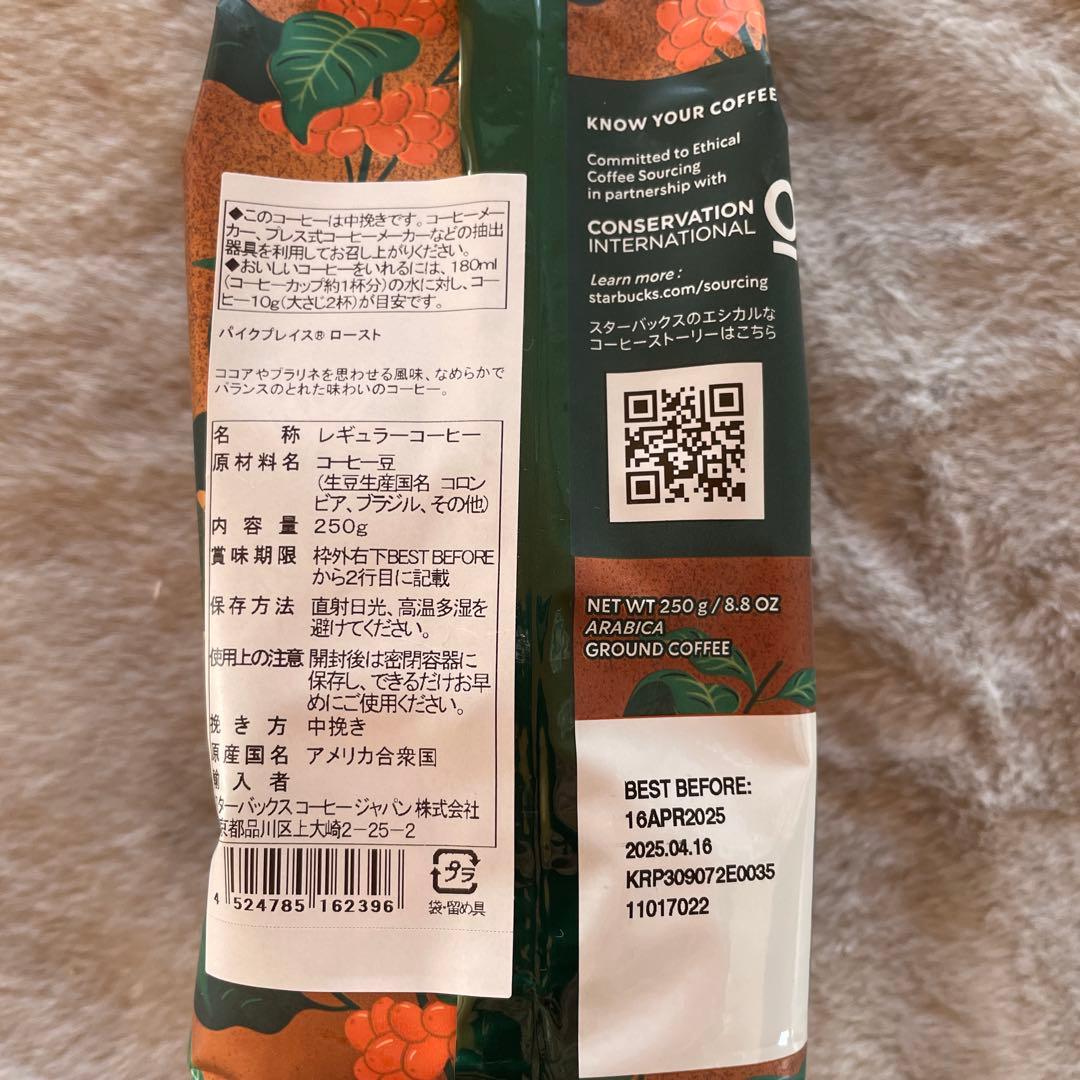 ◆このコーヒーは中挽きです。コーヒーメー
カー、プレス式コーヒーメーカーなどの抽出
器具を利用してお召し上がりください。
◆おいしいコーヒーをいれるには、180ml
(コーヒーカップ約1杯分)の水に対し、コー
ヒー10g(大さじ2杯)が目安です。
パイクプレイス® ロースト
ココアやプラリネを思わせる風味、なめらかで
バランスのとれた味わいのコーヒー。
名称 レギュラーコーヒー
原材料名 コーヒー豆
(生豆生産国名 コロン
ビア、ブラジル、その他)
内容量 250g
賞味期限 枠外右下BEST BEFORE
から2行目に記載
保存方法 直射日光、高温多湿を
避けてください。
使用上の注意 開封後は密閉容器に
保存し、できるだけお早
めにご使用ください。
挽き方 中挽き
原産国名 アメリカ合衆国
輸入者
スターバックスコーヒージャパン株式会社
東京都品川区上大崎2-25-2
4 524785 162396
プラ
袋・留め具
KNOW YOUR COFFEE
Committed to Ethical
Coffee Sourcing
in partnership with
CONSERVATION
INTERNATIONAL
Learn more :
starbucks.com/sourcing
スターバックスのエシカルな
コーヒーストーリーはこちら
NET WT 250 g / 8.8 OZ
ARABICA
GROUND COFFEE
BEST BEFORE:
16APR2025
2025.04.16
KRP309072E0035
11017022